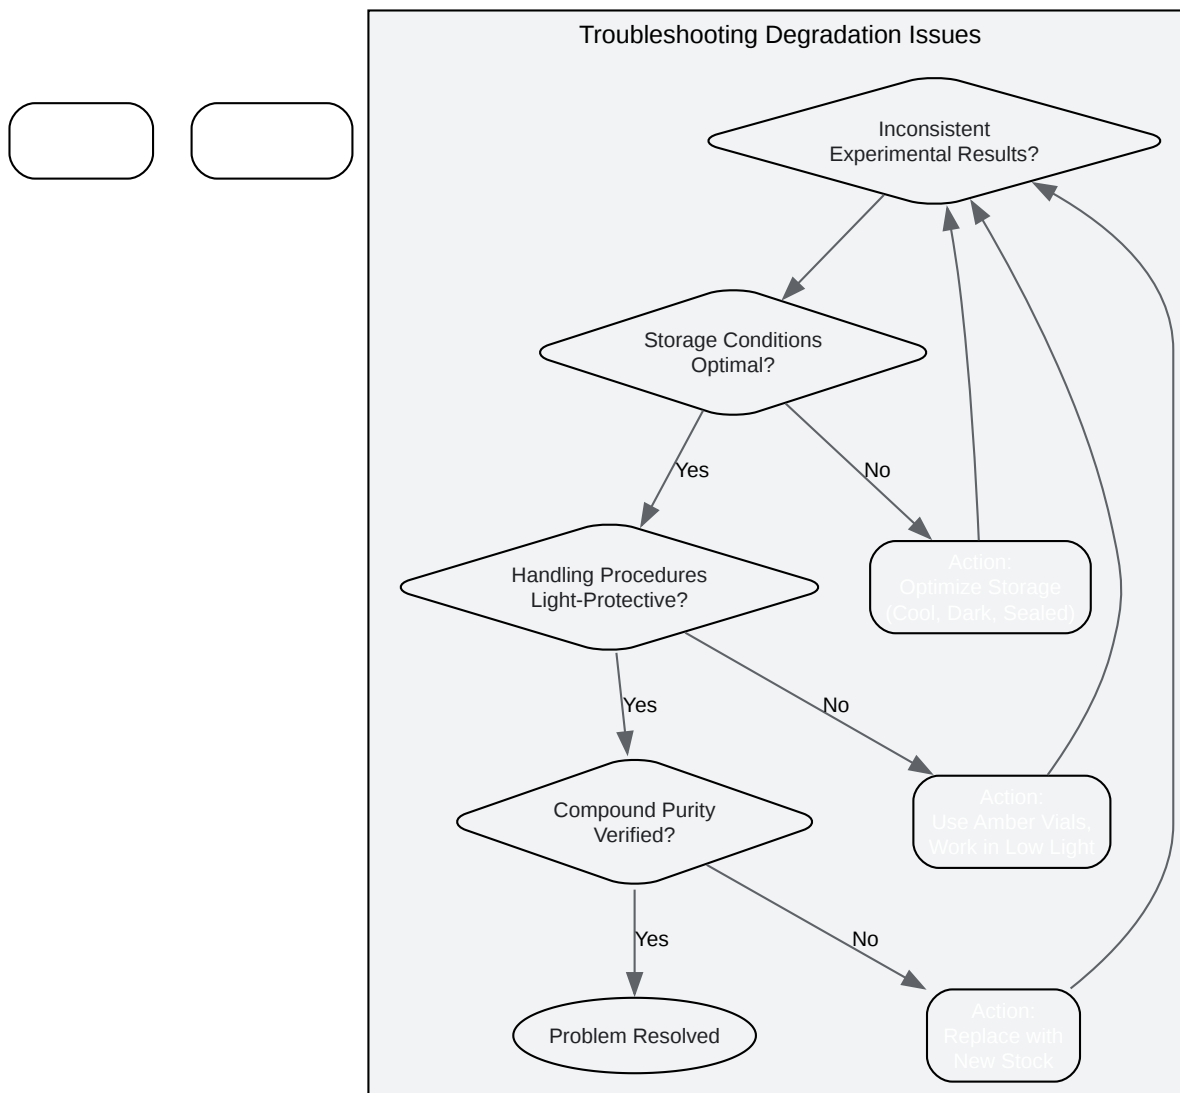 Troubleshooting Degradation Issues
Inconsistent
Experimental Results?
Storage Conditions
Optimal?
Yes
No
Handling Procedures
Light-Protective?
Action:
Optimize Storage
(Cool, Dark, Sealed)
Yes
No
Compound Purity
Verified?
Action:
Use Amber Vials,
Work in Low Light
Yes
No
Problem Resolved
Action:
Replace with
New Stock